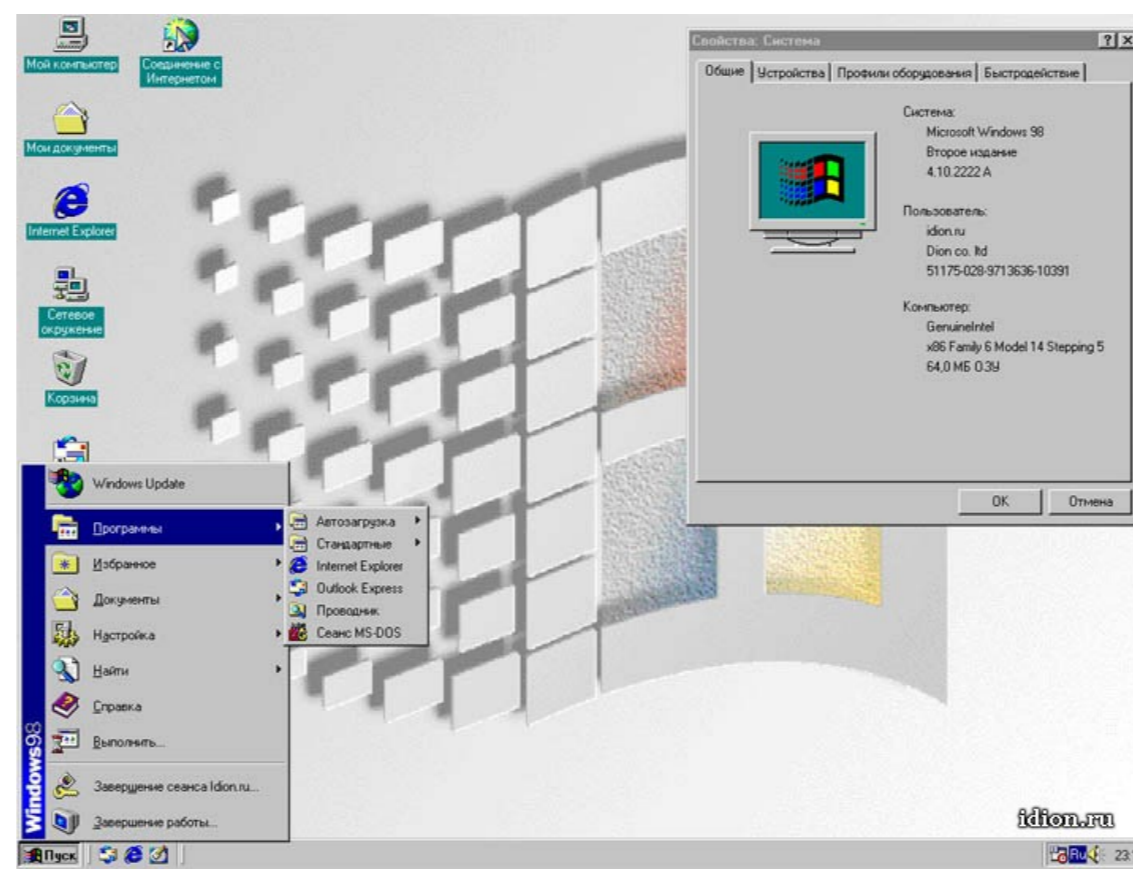 Мой компьютер
Соединение с
Интернетом
Мои документы
Internet Explorer
Сетевое
окружение
Корзина
Свойства: Система
Общие
Устройства
Профили оборудования
Быстродействие
Система:
Microsoft Windows 98
Второе издание
4.10.2222 A
Пользователь:
idion.ru
Dion co. ltd
51175-028-9713636-10391
Компьютер:
GenuineIntel
x86 Family 6 Model 14 Stepping 5
64,0 МБ ОЗУ
OK
Отмена
Windows Update
Программы
Избранное
Документы
Настройка
Найти
Справка
Выполнить...
Завершение сеанса Idion.ru...
Завершение работы...
Windows98
Автозагрузка
Стандартные
Internet Explorer
Outlook Express
Проводник
Сеанс MS-DOS
idion.ru
Пуск
Ru